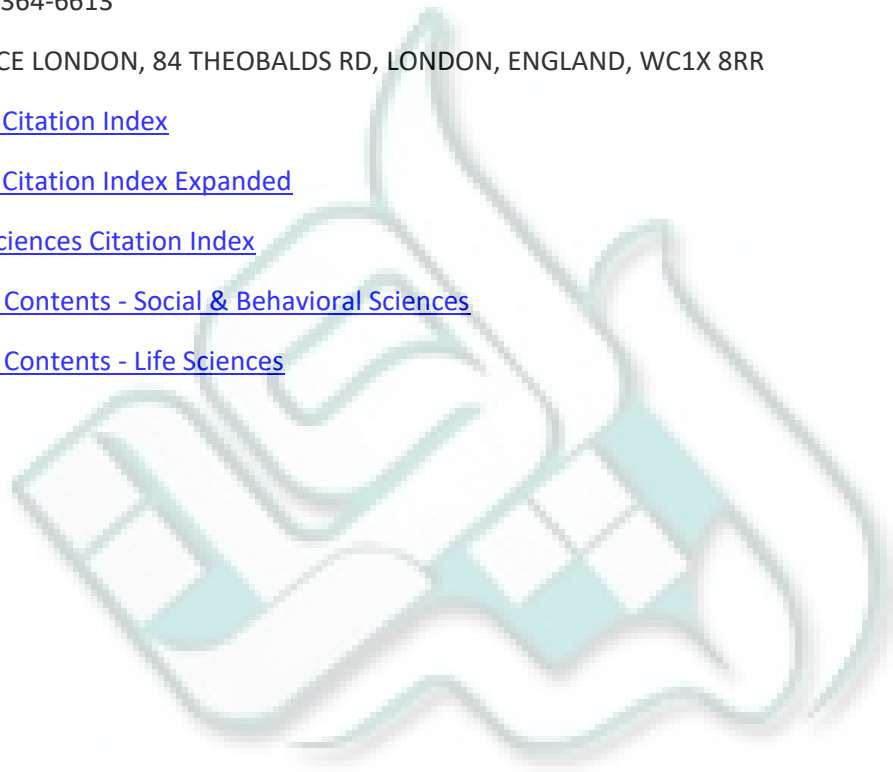 364-6613
CE LONDON, 84 THEOBALDS RD, LONDON, ENGLAND, WC1X 8RR
Citation Index
Citation Index Expanded
ciences Citation Index
Contents - Social & Behavioral Sciences
Contents - Life Sciences